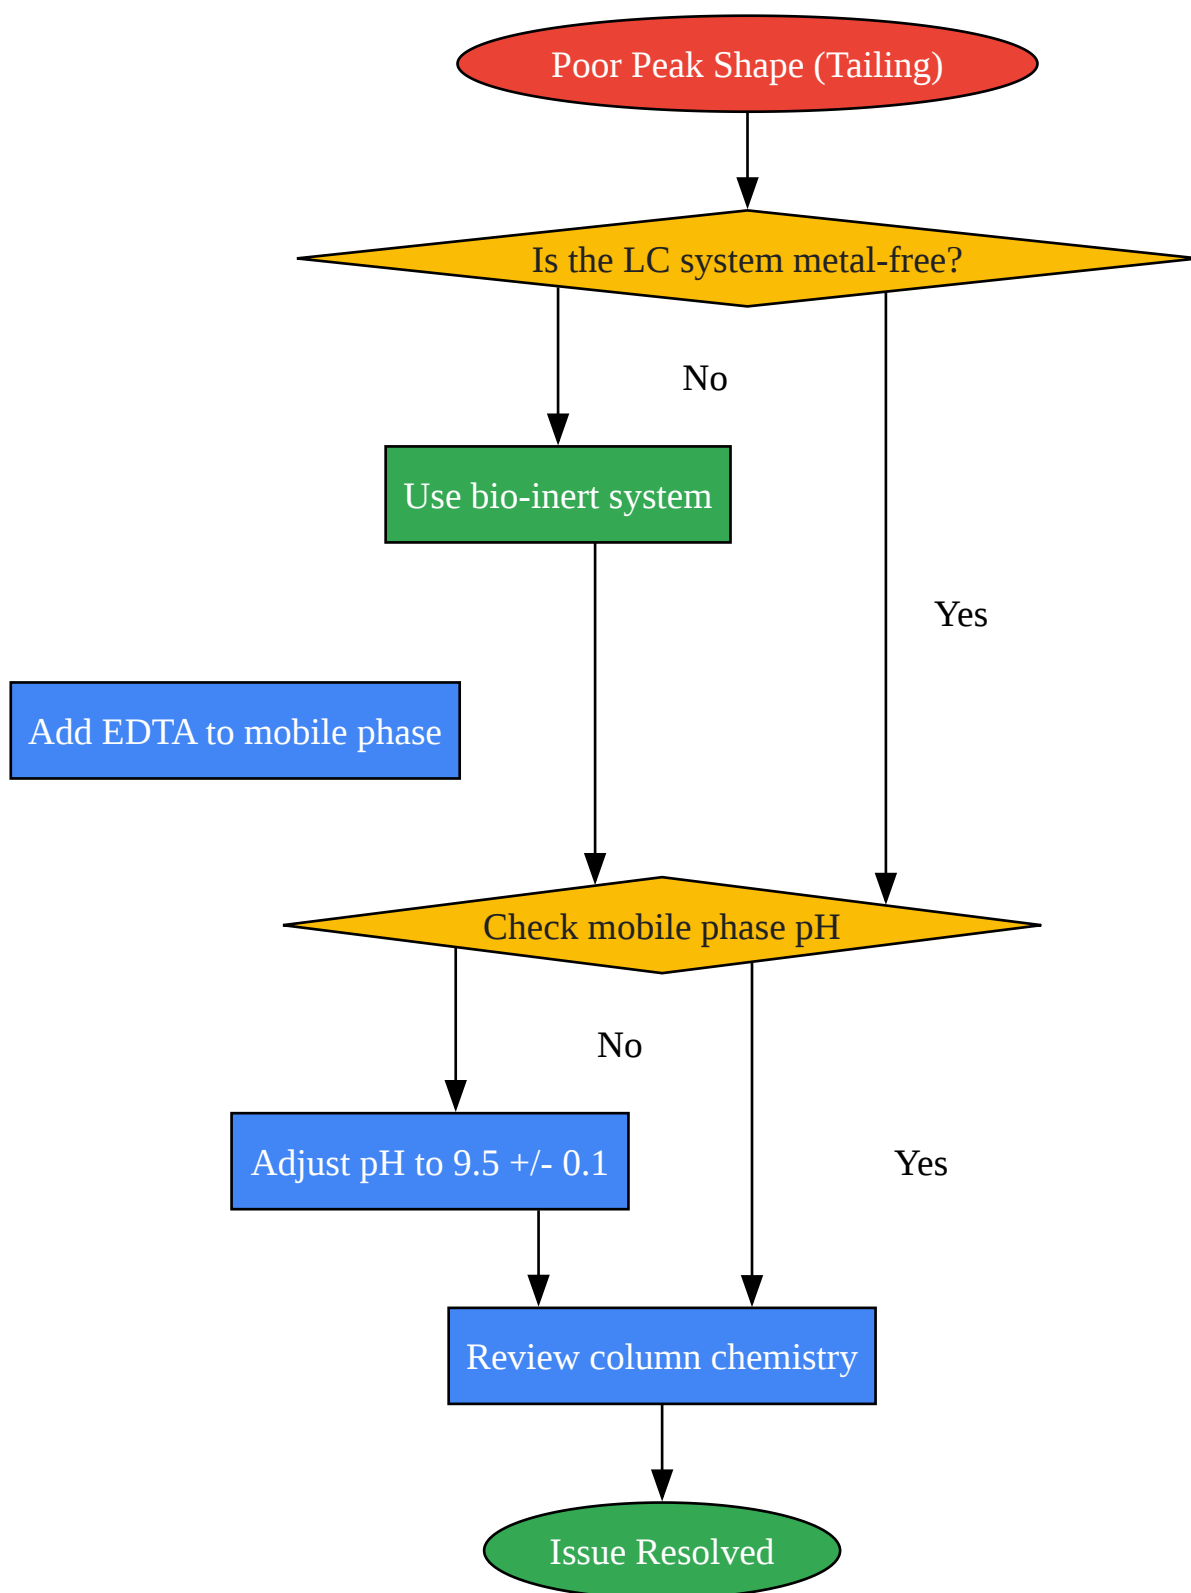 Poor Peak Shape (Tailing)
Is the LC system metal-free?
No
Use bio-inert system
Yes
Add EDTA to mobile phase
Check mobile phase pH
No
Adjust pH to 9.5 +/- 0.1
Yes
Review column chemistry
Issue Resolved